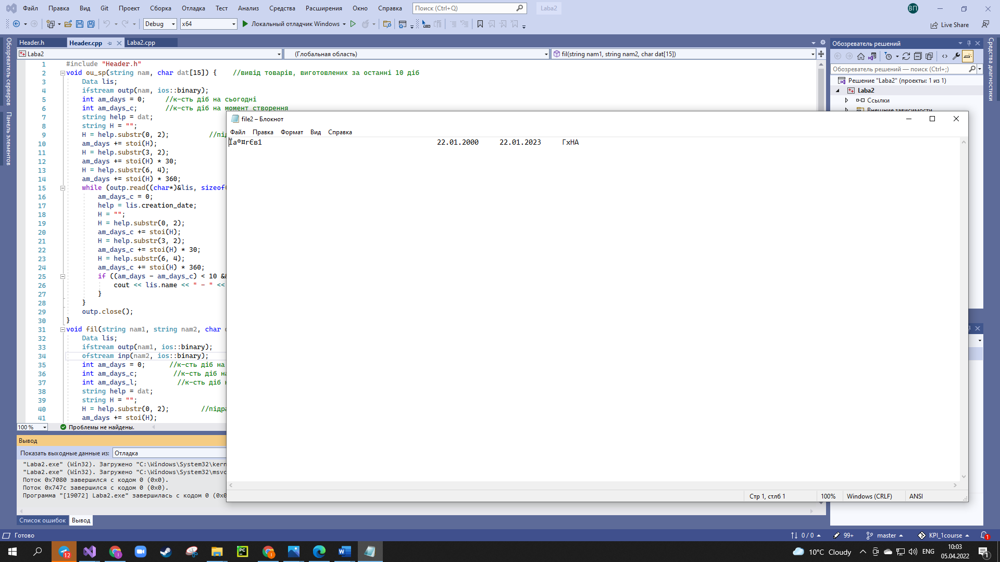 Файл Правка Вид Git Проект Сборка Отладка Тест Анализ Средства Расширения Окно Справка Поиск (Ctrl+Q) Laba2 ВП
Debug x64 Локальный отладчик Windows Live Share
Обозреватель серверов
Панель элементов
Header.h Header.cpp Laba2.cpp
Laba2 (Глобальная область) fil(string nam1, string nam2, char dat[15])
1 #include "Header.h"
2 void ou_sp(string nam, char dat[15]) { //вивід товарів, виготовлених за останні 10 діб
3 Data lis;
4 ifstream outp(nam, ios::binary);
5 int am_days = 0; //к-сть діб на сьогодні
6 int am_days_c; //к-сть діб на момент створення
7 string help = dat;
8 string H = "";
9 H = help.substr(0, 2); //під
10 am_days += stoi(H);
11 H = help.substr(3, 2);
12 am_days += stoi(H) * 30;
13 H = help.substr(6, 4);
14 am_days += stoi(H) * 360;
15 while (outp.read((char*)&lis, sizeof(
16 am_days_c = 0;
17 help = lis.creation_date;
18 H = "";
19 H = help.substr(0, 2);
20 am_days_c += stoi(H);
21 H = help.substr(3, 2);
22 am_days_c += stoi(H) * 30;
23 H = help.substr(6, 4);
24 am_days_c += stoi(H) * 360;
25 if ((am_days - am_days_c) < 10 &&
26 cout << lis.name << " - " <<
27 }
28 }
29 outp.close();
30 }
31 void fil(string nam1, string nam2, char
32 Data lis;
33 ifstream outp(nam1, ios::binary);
34 ofstream inp(nam2, ios::binary);
35 int am_days = 0; //к-сть діб на
36 int am_days_c; //к-сть діб на
37 int am_days_l; //к-сть діб
38 string help = dat;
39 string H = "";
40 H = help.substr(0, 2); //підра
41 am_days += stoi(H);
100 % Проблемы не найдены.
Вывод
Показать выходные данные из: Отладка
"Laba2.exe" (Win32). Загружено "C:\Windows\System32\kern
"Laba2.exe" (Win32). Загружено "C:\Windows\System32\msvc
Поток 0x7080 завершился с кодом 0 (0x0).
Поток 0x747c завершился с кодом 0 (0x0).
Программа "[19072] Laba2.exe" завершилась с кодом 0 (0x0
Список ошибок Вывод
file2 – Блокнот
Файл Правка Формат Вид Справка
Їа®¤гЄв1 22.01.2000 22.01.2023 ГхНА
Стр 1, стлб 1 100% Windows (CRLF) ANSI
Обозреватель решений
Обозреватель решений — поиск (Ctrl+;)
Решение "Laba2" (проекты: 1 из 1)
Laba2
Ссылки
Внешние зависимости
Средства диагностики
Готово 0 / 0 99+ master KPI_1course 1
12 PC W 10°C Cloudy ENG 10:03
05.04.2022 1